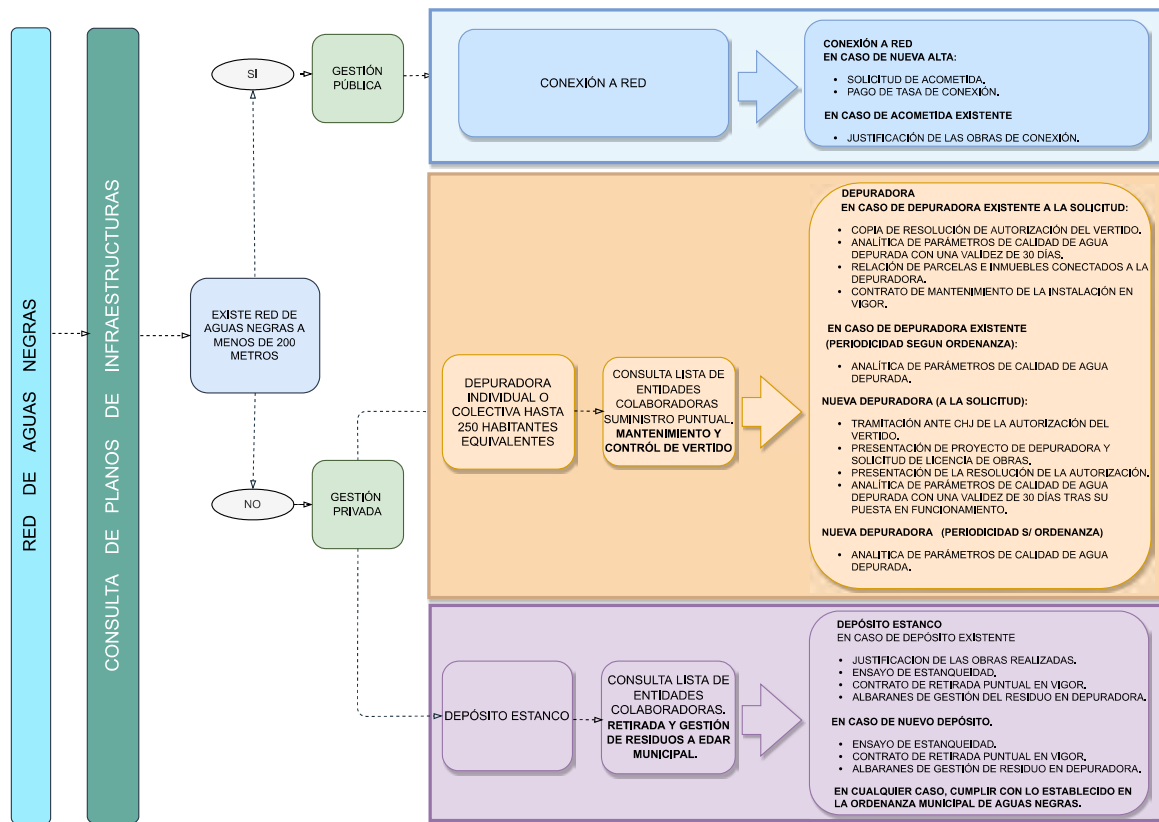 RED DE AGUAS NEGRAS
CONSULTA DE PLANOS DE INFRAESTRUCTURAS
EXISTE RED DE
AGUAS NEGRAS A
MENOS DE 200
METROS
SÍ
GESTIÓN
PÚBLICA
NO
GESTIÓN
PRIVADA
CONEXIÓN A RED
CONEXIÓN A RED
EN CASO DE NUEVA ALTA:
• SOLICITUD DE ACOMETIDA.
• PAGO DE TASA DE CONEXIÓN.
EN CASO DE ACOMETIDA EXISTENTE
• JUSTIFICACIÓN DE LAS OBRAS DE CONEXIÓN.
DEPURADORA
INDIVIDUAL O
COLECTIVA HASTA
250 HABITANTES
EQUIVALENTES
CONSULTA LISTA DE
ENTIDADES
COLABORADORAS
SUMINISTRO PUNTUAL.
MANTENIMIENTO Y
CONTRÓL DE VERTIDO
DEPURADORA
EN CASO DE DEPURADORA EXISTENTE A LA SOLICITUD:
• COPIA DE RESOLUCIÓN DE AUTORIZACIÓN DEL VERTIDO.
• ANALÍTICA DE PARÁMETROS DE CALIDAD DE AGUA
DEPURADA CON UNA VALÍDEZ DE 30 DÍAS.
• RELACIÓN DE PARCELAS E INMUEBLES CONECTADOS A LA
DEPURADORA.
• CONTRATO DE MANTENIMIENTO DE LA INSTALACIÓN EN
VIGOR.
EN CASO DE DEPURADORA EXISTENTE
(PERIODICIDAD SEGUN ORDENANZA):
• ANALÍTICA DE PARÁMETROS DE CALIDAD DE AGUA
DEPURADA.
NUEVA DEPURADORA (A LA SOLICITUD):
• TRAMITACIÓN ANTE CHJ DE LA AUTORIZACIÓN DEL
VERTIDO.
• PRESENTACIÓN DE PROYECTO DE DEPURADORA Y
SOLICITUD DE LICENCIA DE OBRAS.
• PRESENTACIÓN DE LA RESOLUCIÓN DE LA AUTORIZACIÓN.
• ANALÍTICA DE PARÁMETROS DE CALIDAD DE AGUA
DEPURADA CON UNA VALIDEZ DE 30 DÍAS TRAS SU
PUESTA EN FUNCIONAMIENTO.
NUEVA DEPURADORA (PERIODICIDAD S/ ORDENANZA)
• ANALITICA DE PARÁMETROS DE CALIDAD DE AGUA
DEPURADA.
DEPÓSITO ESTANCO
CONSULTA LISTA DE
ENTIDADES
COLABORADORAS.
RETIRADA Y GESTIÓN
DE RESIDUOS A EDAR
MUNICIPAL.
DEPÓSITO ESTANCO
EN CASO DE DEPÓSITO EXISTENTE
• JUSTIFICACION DE LAS OBRAS REALIZADAS.
• ENSAYO DE ESTANQUEIDAD.
• CONTRATO DE RETIRADA PUNTUAL EN VIGOR.
• ALBARANES DE GESTIÓN DEL RESIDUO EN DEPURADORA.
EN CASO DE NUEVO DEPÓSITO.
• ENSAYO DE ESTANQUEIDAD.
• CONTRATO DE RETIRADA PUNTUAL EN VIGOR.
• ALBARANES DE GESTIÓN DE RESIDUO EN DEPURADORA.
EN CUALQUIER CASO, CUMPLIR CON LO ESTABLECIDO EN
LA ORDENANZA MUNICIPAL DE AGUAS NEGRAS.